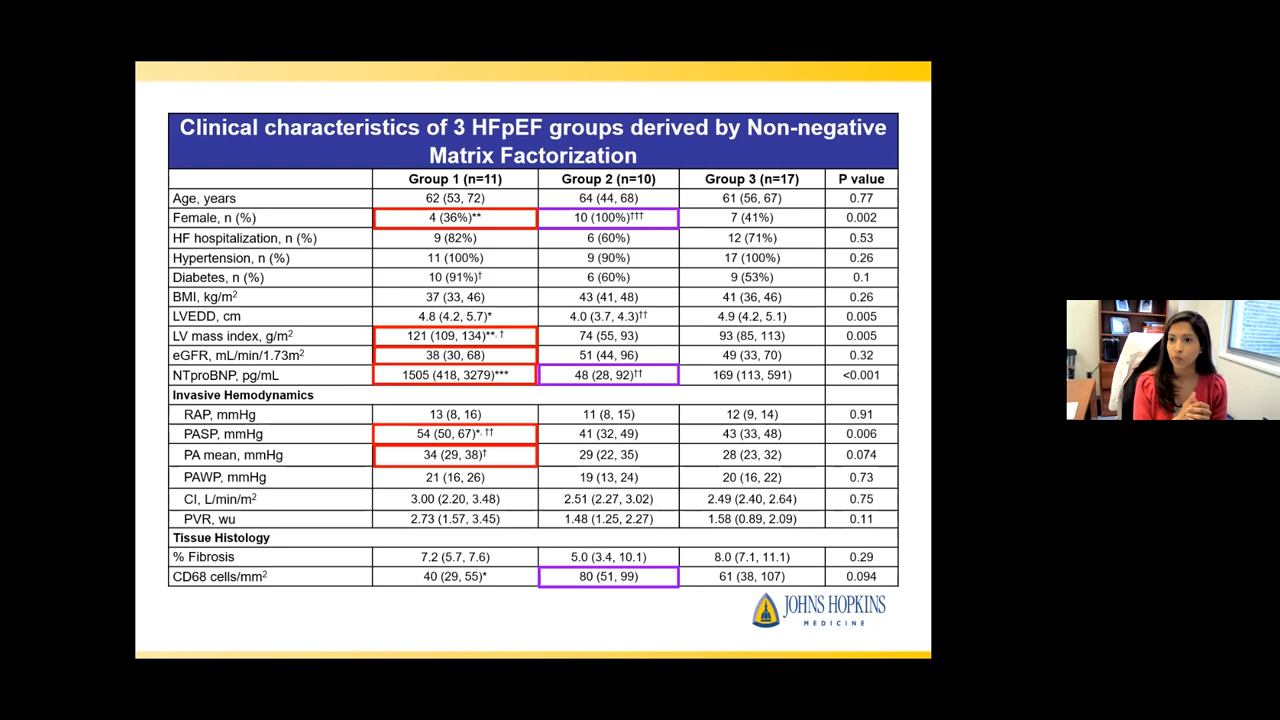 Clinical characteristics of 3 HFpEF groups derived by Non-negative
Matrix Factorization
Group 1 (n=11) Group 2 (n=10) Group 3 (n=17) P value
Age, years 62 (53, 72) 64 (44, 68) 61 (56, 67) 0.77
Female, n (%) 4 (36%)** 10 (100%)††† 7 (41%) 0.002
HF hospitalization, n (%) 9 (82%) 6 (60%) 12 (71%) 0.53
Hypertension, n (%) 11 (100%) 9 (90%) 17 (100%) 0.26
Diabetes, n (%) 10 (91%)† 6 (60%) 9 (53%) 0.1
BMI, kg/m² 37 (33, 46) 43 (41, 48) 41 (36, 46) 0.26
LVEDD, cm 4.8 (4.2, 5.7)* 4.0 (3.7, 4.3)†† 4.9 (4.2, 5.1) 0.005
LV mass index, g/m² 121 (109, 134)**, † 74 (55, 93) 93 (85, 113) 0.005
eGFR, mL/min/1.73m² 38 (30, 68) 51 (44, 96) 49 (33, 70) 0.32
NTproBNP, pg/mL 1505 (418, 3279)*** 48 (28, 92)†† 169 (113, 591) <0.001
Invasive Hemodynamics
RAP, mmHg 13 (8, 16) 11 (8, 15) 12 (9, 14) 0.91
PASP, mmHg 54 (50, 67)*, †† 41 (32, 49) 43 (33, 48) 0.006
PA mean, mmHg 34 (29, 38)† 29 (22, 35) 28 (23, 32) 0.074
PAWP, mmHg 21 (16, 26) 19 (13, 24) 20 (16, 22) 0.73
CI, L/min/m² 3.00 (2.20, 3.48) 2.51 (2.27, 3.02) 2.49 (2.40, 2.64) 0.75
PVR, wu 2.73 (1.57, 3.45) 1.48 (1.25, 2.27) 1.58 (0.89, 2.09) 0.11
Tissue Histology
% Fibrosis 7.2 (5.7, 7.6) 5.0 (3.4, 10.1) 8.0 (7.1, 11.1) 0.29
CD68 cells/mm² 40 (29, 55)* 80 (51, 99) 61 (38, 107) 0.094
JOHNS HOPKINS
MEDICINE